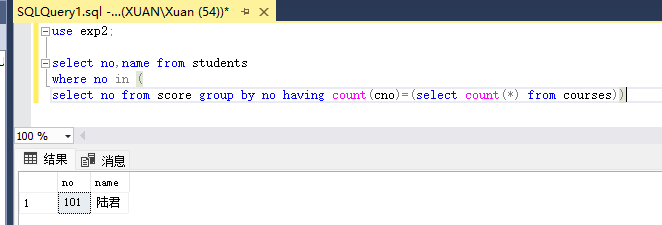 SQLQuery1.sql -...(XUAN\Xuan (54))*
use exp2;
select no,name from students
where no in (
select no from score group by no having count(cno)=(select count(*) from courses))
100 %
结果 消息
no name
1 101 陆君